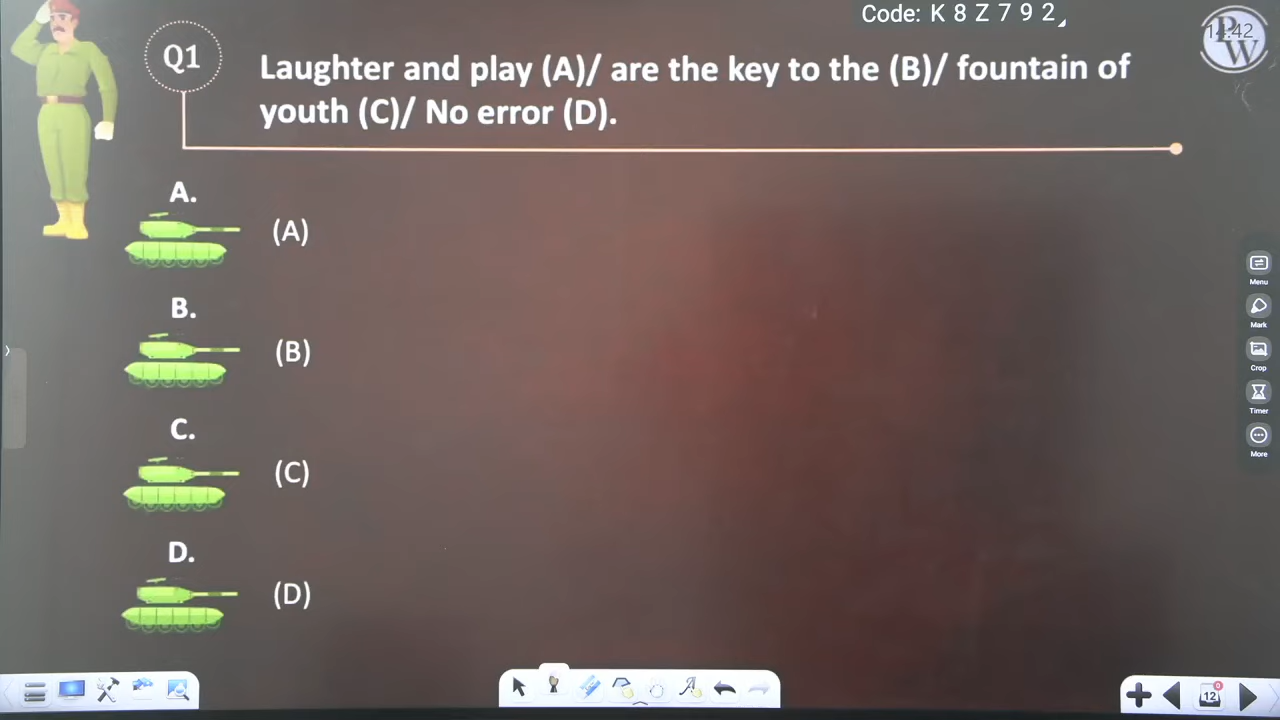 Code: K 8 Z 7 9 2
Q1
Laughter and play (A)/ are the key to the (B)/ fountain of
youth (C)/ No error (D).
A.
(A)
B.
(B)
C.
(C)
D.
(D)
Menu
Mark
Crop
Timer
More
12
0